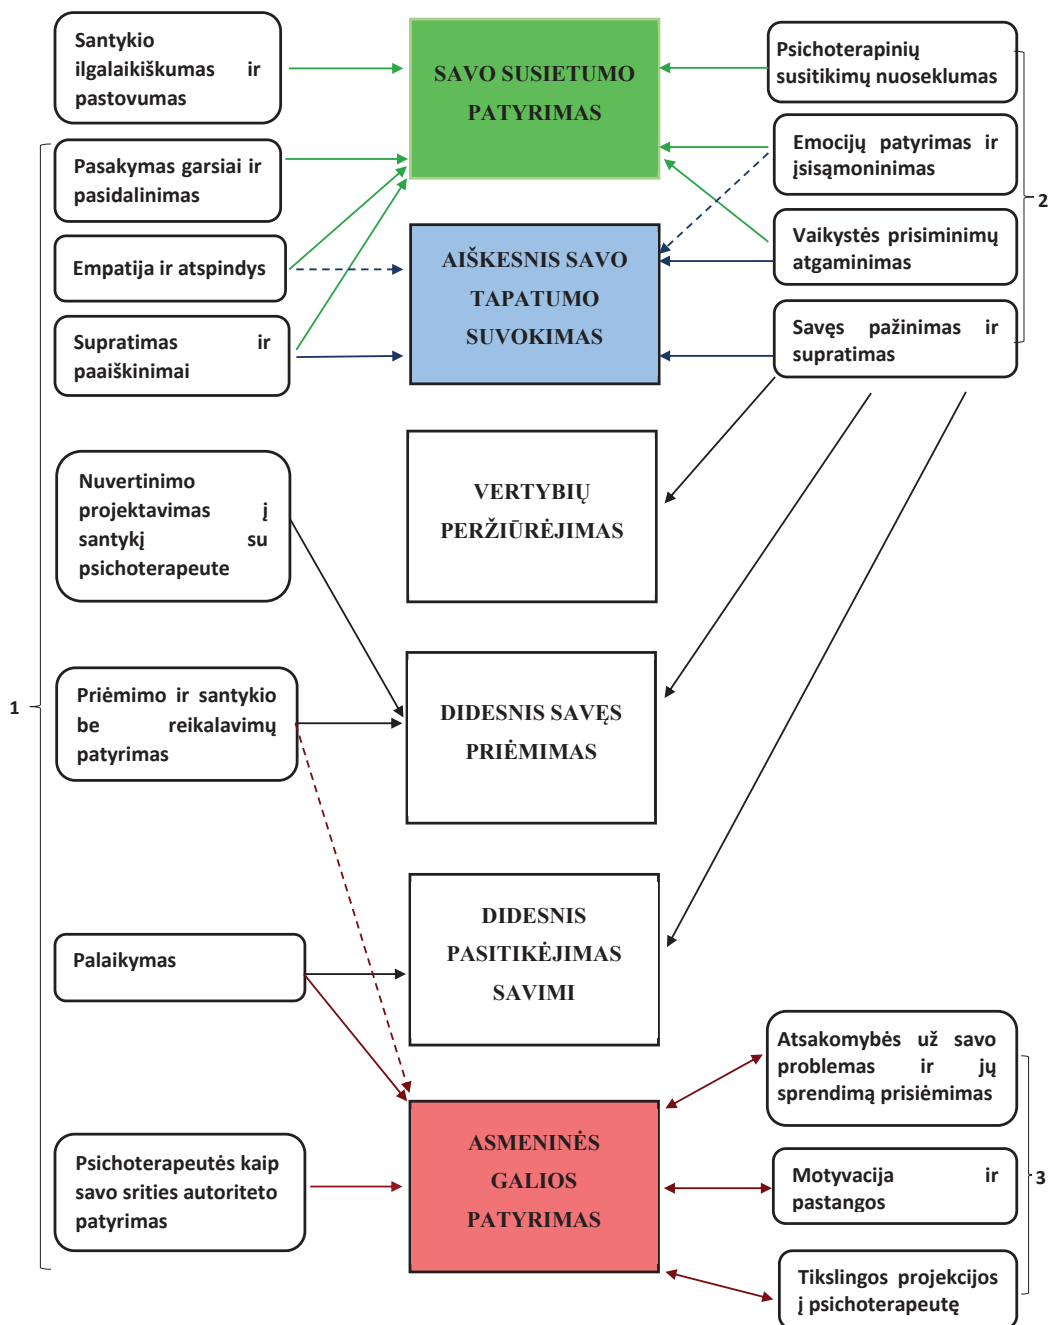 Santykio
ilgalaikiškumas ir
pastovumas
Pasakymas garsiai ir
pasidalinimas
Empatija ir atspindys
Supratimas ir
paaiškinimai
Nuvertinimo
projektavimas į
santykį su
psichoterapeute
1
Priėmimo ir santykio
be reikalavimų
patyrimas
Palaikymas
Psichoterapeutės kaip
savo srities autoriteto
patyrimas
SAVO SUSIETUMO
PATYRIMAS
AIŠKESNIS SAVO
TAPATUMO
SUVOKIMAS
VERTYBIŲ
PERŽIŪRĖJIMAS
DIDESNIS SAVĘS
PRIĖMIMAS
DIDESNIS
PASITIKĖJIMAS
SAVIMI
ASMENINĖS
GALIOS
PATYRIMAS
Psichoterapinių
susitikimų nuoseklumas
Emocijų patyrimas ir
įsisąmoninimas
2
Vaikystės prisiminimų
atgaminimas
Savęs pažinimas ir
supratimas
Atsakomybės už savo
problemas ir jų
sprendimą prisiėmimas
Motyvacija ir
pastangos
3
Tikslingos projekcijos
į psichoterapeutę